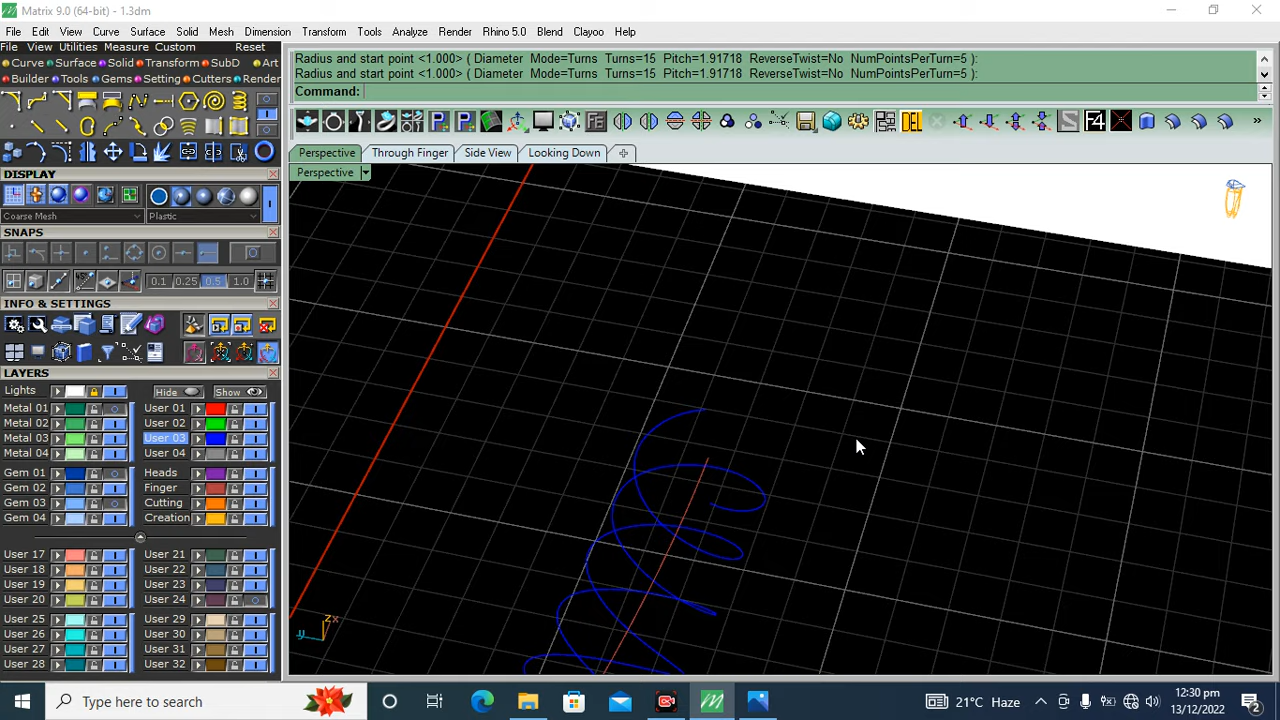 Matrix 9.0 (64-bit) - 1.3dm
File Edit View Curve Surface Solid Mesh Dimension Transform Tools Analyze Render Rhino 5.0 Blend Clayoo Help
File View Utilities Measure Custom Reset
Curve Surface Solid Transform SubD Art
Builder Tools Gems Setting Cutters Render
Radius and start point <1.000> ( Diameter Mode=Turns Turns=15 Pitch=1.91718 ReverseTwist=No NumPointsPerTurn=5 ):
Radius and start point <1.000> ( Diameter Mode=Turns Turns=15 Pitch=1.91718 ReverseTwist=No NumPointsPerTurn=5 ):
Command:
P P FE DEL S F4 »
Perspective Through Finger Side View Looking Down
Perspective
DISPLAY
Coarse Mesh Plastic
SNAPS
0.1 0.25 0.5 1.0
INFO & SETTINGS
LAYERS
Lights Hide Show
Metal 01 User 01
Metal 02 User 02
Metal 03 User 03
Metal 04 User 04
Gem 01 Heads
Gem 02 Finger
Gem 03 Cutting
Gem 04 Creation
User 17 User 21
User 18 User 22
User 19 User 23
User 20 User 24
User 25 User 29
User 26 User 30
User 27 User 31
User 28 User 32
z x
y
Type here to search
21°C Haze
12:30 pm
13/12/2022
2